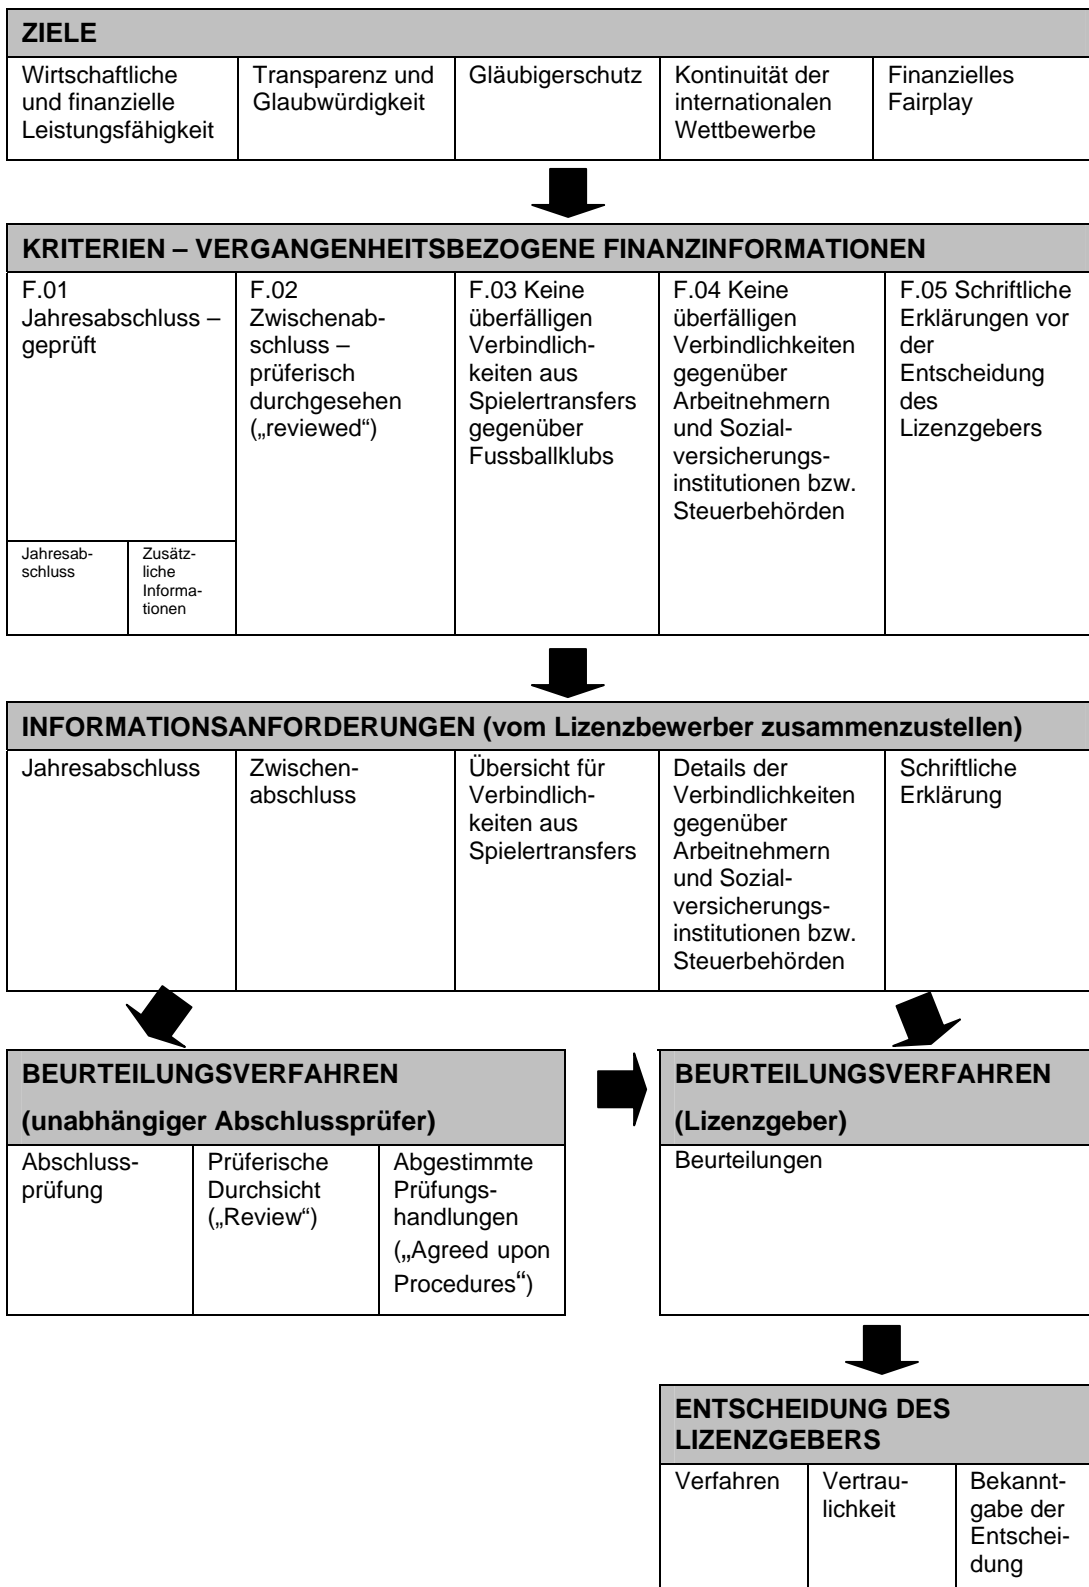 ZIELE
Wirtschaftliche
und finanzielle
Leistungsfähigkeit
Transparenz und
Glaubwürdigkeit
Gläubigerschutz
Kontinuität der
internationalen
Wettbewerbe
Finanzielles
Fairplay
KRITERIEN – VERGANGENHEITSBEZOGENE FINANZINFORMATIONEN
F.01
Jahresabschluss –
geprüft
Jahresab-
schluss
Zusätz-
liche
Informa-
tionen
F.02
Zwischenab-
schluss –
prüferisch
durchgesehen
(„reviewed“)
F.03 Keine
überfälligen
Verbindlich-
keiten aus
Spielertransfers
gegenüber
Fussballklubs
F.04 Keine
überfälligen
Verbindlichkeiten
gegenüber
Arbeitnehmern
und Sozial-
versicherungs-
institutionen bzw.
Steuerbehörden
F.05 Schriftliche
Erklärungen vor
der
Entscheidung
des
Lizenzgebers
INFORMATIONSANFORDERUNGEN (vom Lizenzbewerber zusammenzustellen)
Jahresabschluss
Zwischen-
abschluss
Übersicht für
Verbindlich-
keiten aus
Spielertransfers
Details der
Verbindlichkeiten
gegenüber
Arbeitnehmern
und Sozial-
versicherungs-
institutionen bzw.
Steuerbehörden
Schriftliche
Erklärung
BEURTEILUNGSVERFAHREN
(unabhängiger Abschlussprüfer)
Abschluss-
prüfung
Prüferische
Durchsicht
(„Review“)
Abgestimmte
Prüfungs-
handlungen
(„Agreed upon
Procedures“)
BEURTEILUNGSVERFAHREN
(Lizenzgeber)
Beurteilungen
ENTSCHEIDUNG DES
LIZENZGEBERS
Verfahren
Vertrau-
lichkeit
Bekannt-
gabe der
Entschei-
dung